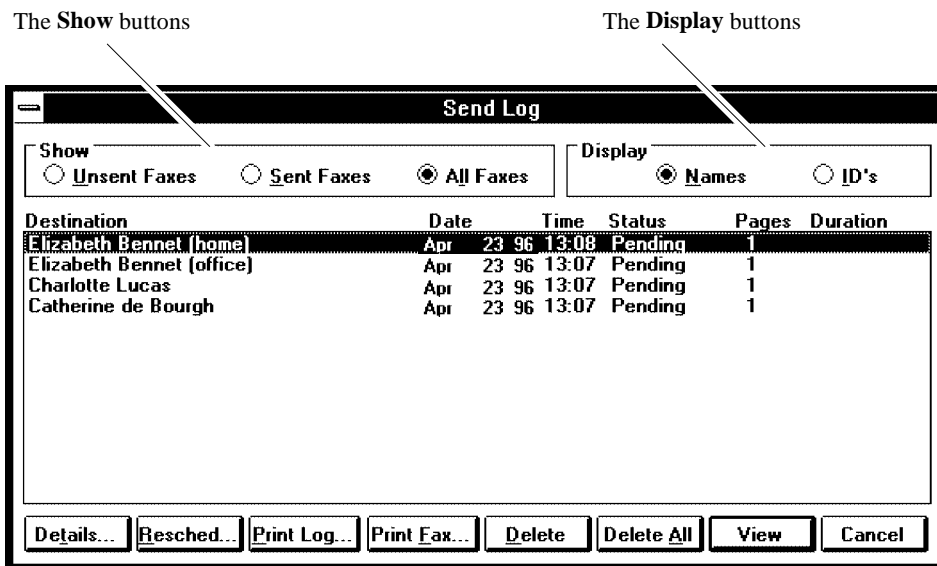 The Show buttons
The Display buttons
Send Log
Show
Display
Unsent Faxes Sent Faxes All Faxes
Names ID's
Destination Date Time Status Pages Duration
Elizabeth Bennet (home) Apr 23 96 13:08 Pending 1
Elizabeth Bennet (office) Apr 23 96 13:07 Pending 1
Charlotte Lucas Apr 23 96 13:07 Pending 1
Catherine de Bourgh Apr 23 96 13:07 Pending 1
Details... Resched... Print Log... Print Fax... Delete Delete All View Cancel